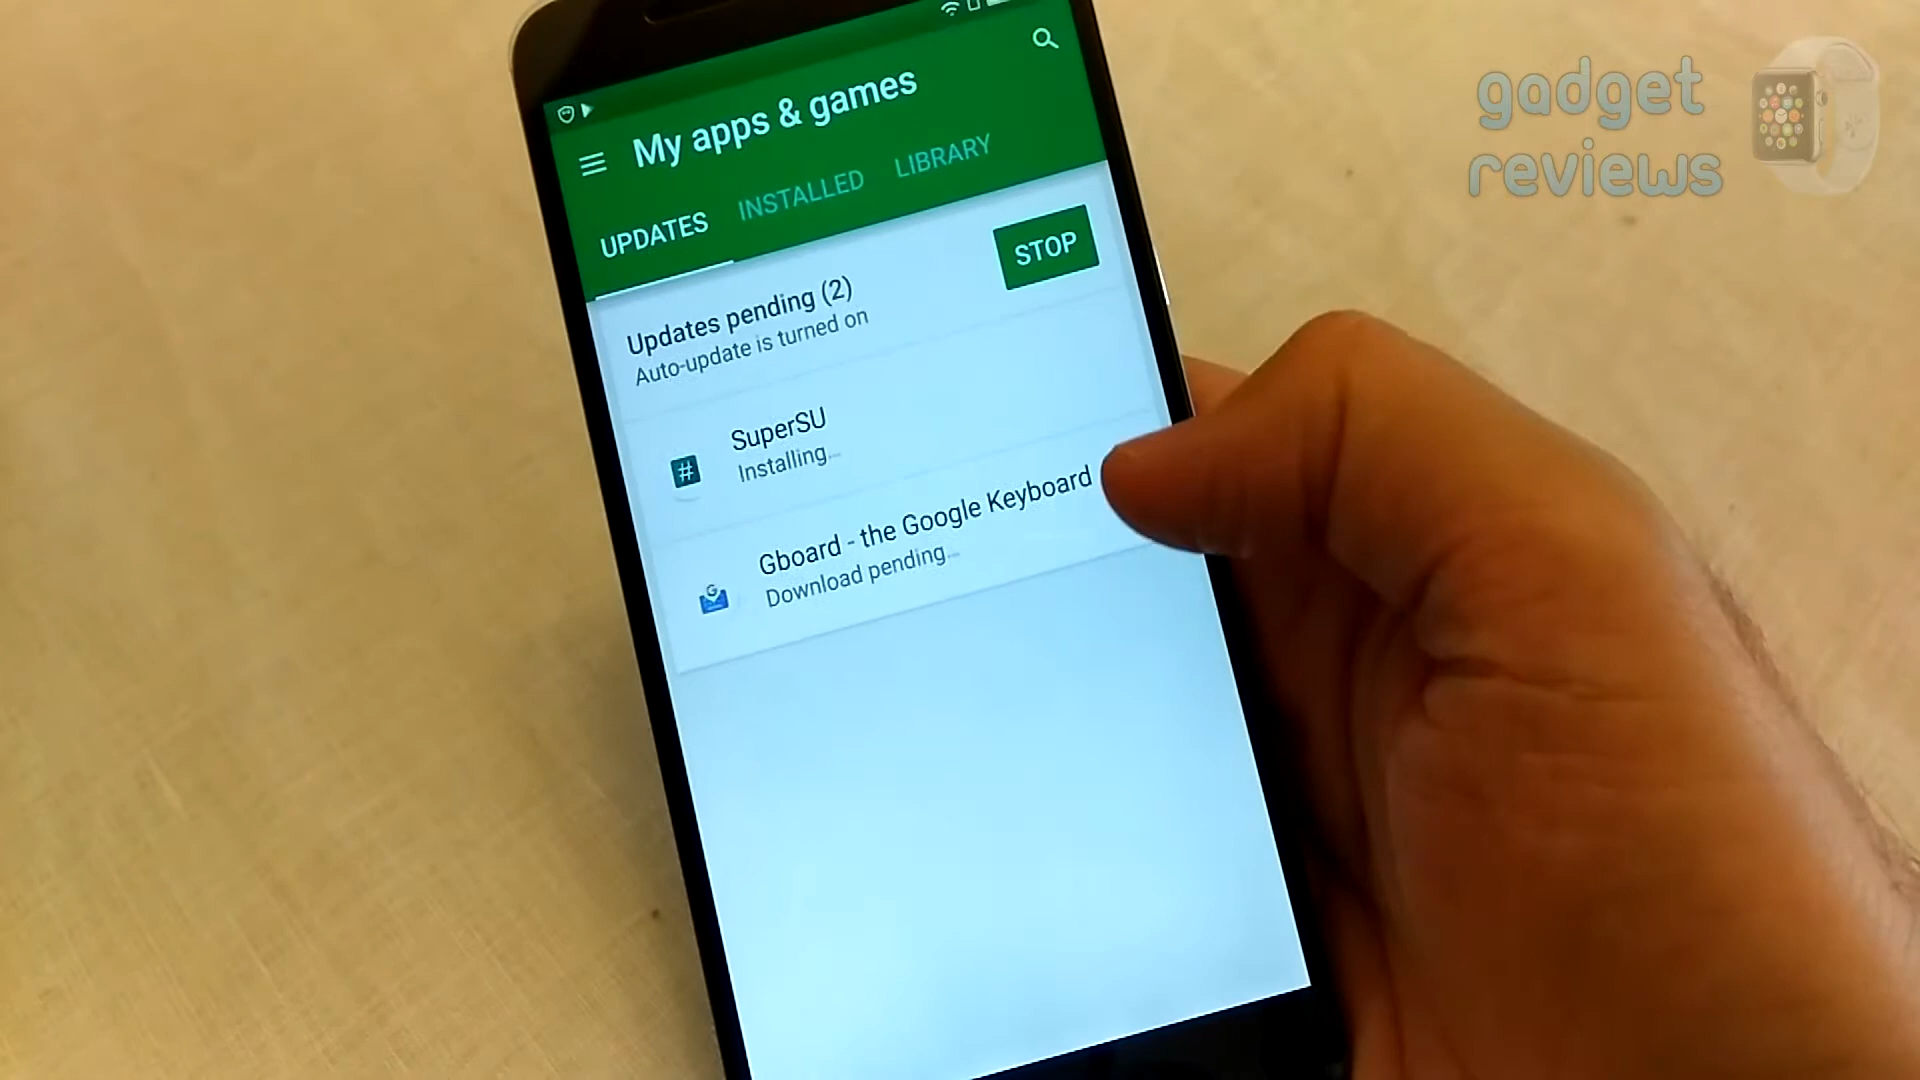 gadget
reviews
My apps & games
UPDATES INSTALLED LIBRARY
Updates pending (2)
Auto-update is turned on
STOP
SuperSU
Installing...
Gboard - the Google Keyboard
Download pending...